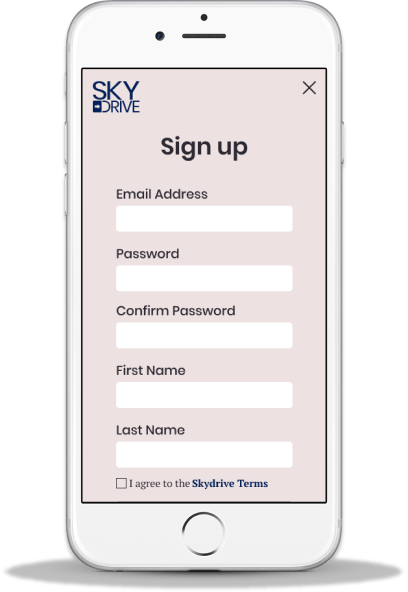 SKY
DRIVE
Sign up
Email Address
Password
Confirm Password
First Name
Last Name
I agree to the Skydrive Terms